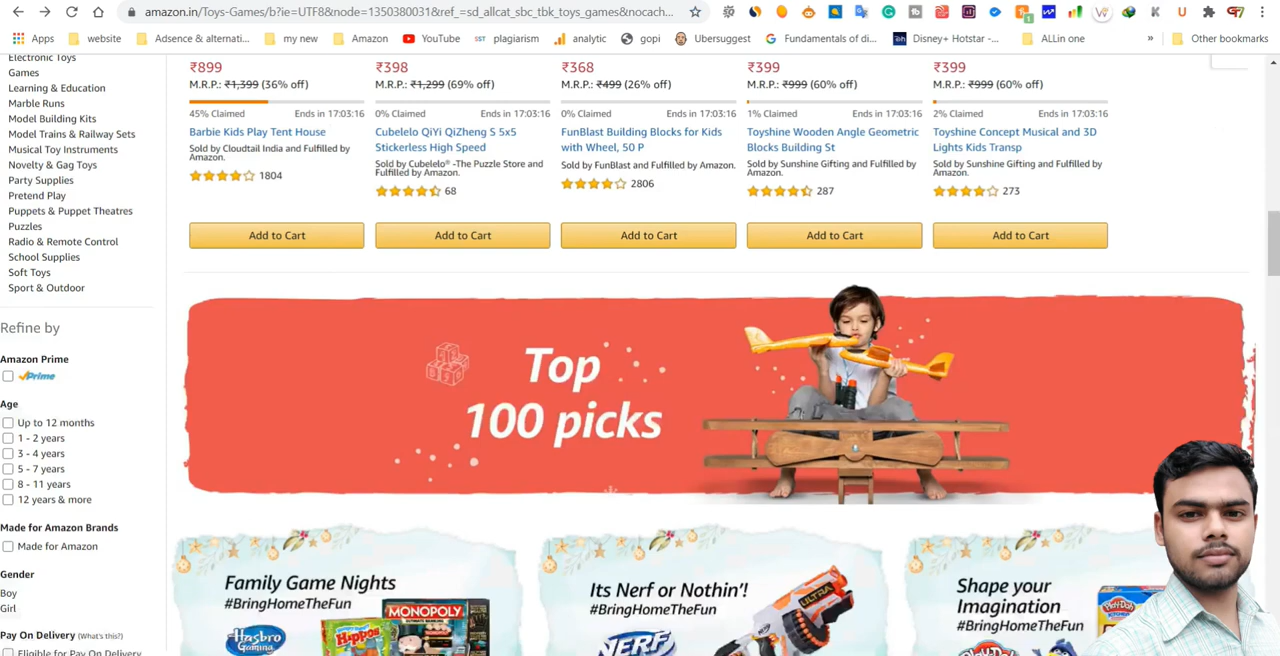 amazon.in/Toys-Games/b?ie=UTF8&node=1350380031&ref_=sd_allcat_sbc_tbk_toys_games&nocach...
Apps
website
Adsence & alternati...
my new
Amazon
YouTube
SST plagiarism
analytic
gopi
Ubersuggest
Fundamentals of di...
Disney+ Hotstar -...
ALLin one
»
Other bookmarks
Electronic Toys
Games
Learning & Education
Marble Runs
Model Building Kits
Model Trains & Railway Sets
Musical Toy Instruments
Novelty & Gag Toys
Party Supplies
Pretend Play
Puppets & Puppet Theatres
Puzzles
Radio & Remote Control
School Supplies
Soft Toys
Sport & Outdoor
Refine by
Amazon Prime
prime
Age
Up to 12 months
1 - 2 years
3 - 4 years
5 - 7 years
8 - 11 years
12 years & more
Made for Amazon Brands
Made for Amazon
Gender
Boy
Girl
Pay On Delivery (What's this?)
Eligible for Pay On Delivery
₹899
M.R.P.: ₹1,399 (36% off)
45% Claimed Ends in 17:03:16
Barbie Kids Play Tent House
Sold by Cloudtail India and Fulfilled by
Amazon.
1804
Add to Cart
₹398
M.R.P.: ₹1,299 (69% off)
0% Claimed Ends in 17:03:16
Cubelelo QiYi QiZheng S 5x5
Stickerless High Speed
Sold by Cubelelo® -The Puzzle Store and
Fulfilled by Amazon.
68
Add to Cart
₹368
M.R.P.: ₹499 (26% off)
0% Claimed Ends in 17:03:16
FunBlast Building Blocks for Kids
with Wheel, 50 P
Sold by FunBlast and Fulfilled by Amazon.
2806
Add to Cart
₹399
M.R.P.: ₹999 (60% off)
1% Claimed Ends in 17:03:16
Toyshine Wooden Angle Geometric
Blocks Building St
Sold by Sunshine Gifting and Fulfilled by
Amazon.
287
Add to Cart
₹399
M.R.P.: ₹999 (60% off)
2% Claimed Ends in 17:03:16
Toyshine Concept Musical and 3D
Lights Kids Transp
Sold by Sunshine Gifting and Fulfilled by
Amazon.
273
Add to Cart
Top
100 picks
Family Game Nights
#BringHomeTheFun
Hasbro
Gaming
Hippos
MONOPOLY
Its Nerf or Nothin'!
#BringHomeTheFun
NERF
ULTRA
Shape your
Imagination
#BringHomeTheFun
Play-Doh